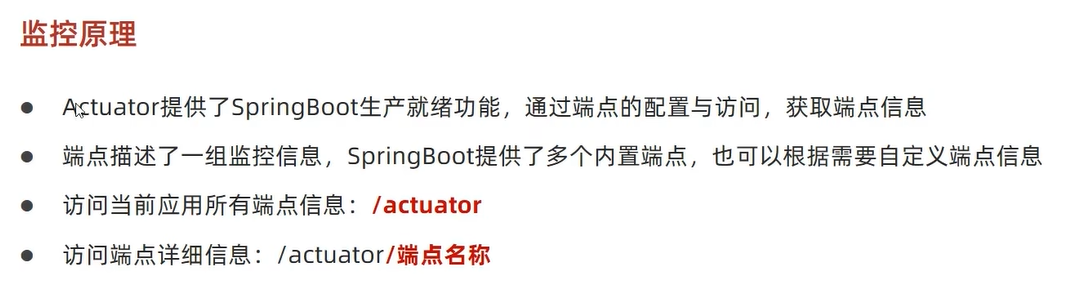 监控原理
● Actuator提供了SpringBoot生产就绪功能，通过端点的配置与访问，获取端点信息
● 端点描述了一组监控信息，SpringBoot提供了多个内置端点，也可以根据需要自定义端点信息
● 访问当前应用所有端点信息：/actuator
● 访问端点详细信息：/actuator/端点名称